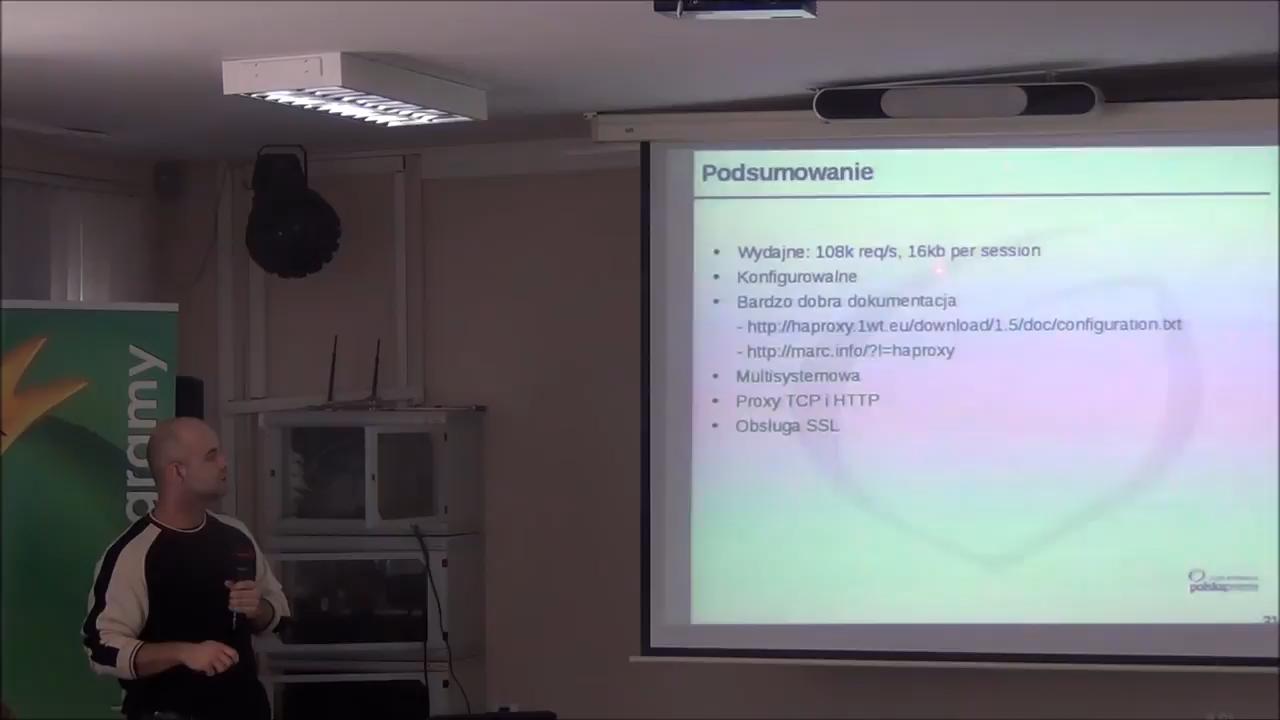 Podsumowanie
• Wydajne: 108k req/s, 16kb per session
• Konfigurowalne
• Bardzo dobra dokumentacja
- http://haproxy.1wt.eu/download/1.5/doc/configuration.txt
- http://marc.info/?l=haproxy
• Multisystemowa
• Proxy TCP i HTTP
• Obsługa SSL
polskapresse
gramy